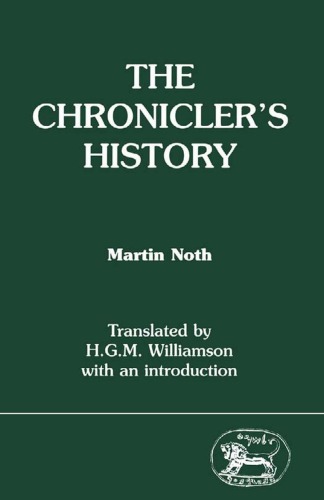 THE
CHRONICLER'S
HISTORY
Martin Noth
Translated by
H.G.M. Williamson
with an introduction